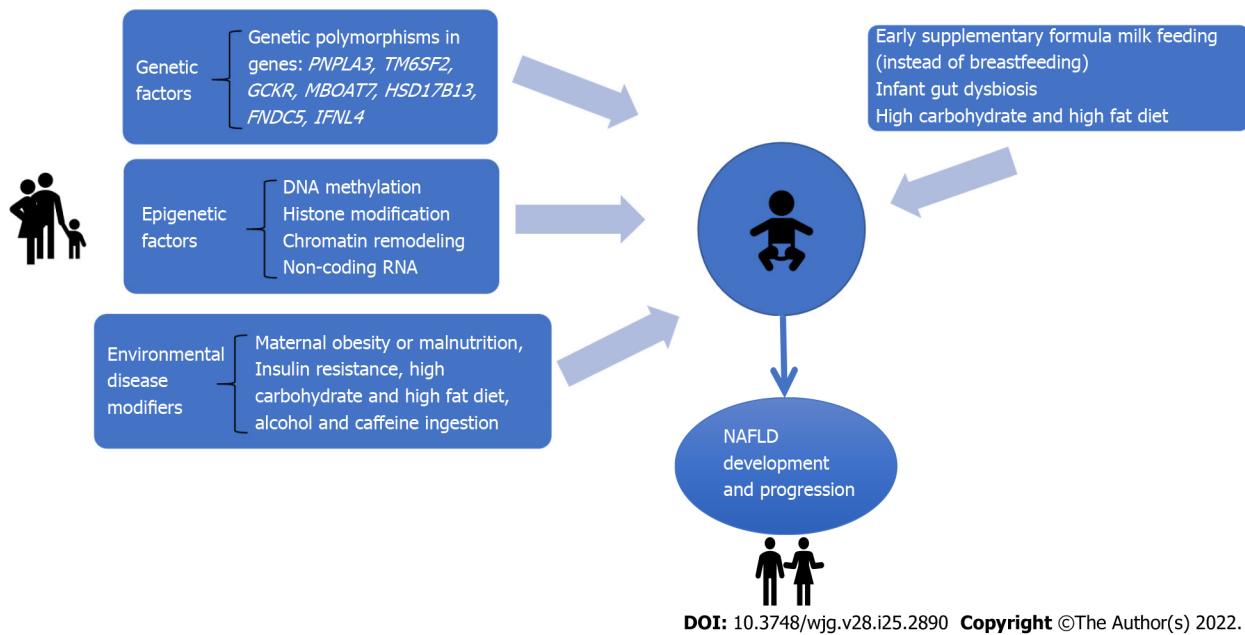 Genetic
factors
Genetic polymorphisms in
genes: PNPLA3, TM6SF2,
GCKR, MBOAT7, HSD17B13,
FNDC5, IFNL4
Early supplementary formula milk feeding
(instead of breastfeeding)
Infant gut dysbiosis
High carbohydrate and high fat diet
Epigenetic
factors
DNA methylation
Histone modification
Chromatin remodeling
Non-coding RNA
Environmental
disease
modifiers
Maternal obesity or malnutrition,
Insulin resistance, high
carbohydrate and high fat diet,
alcohol and caffeine ingestion
NAFLD
development
and progression
DOI: 10.3748/wjg.v28.i25.2890 Copyright ©The Author(s) 2022.